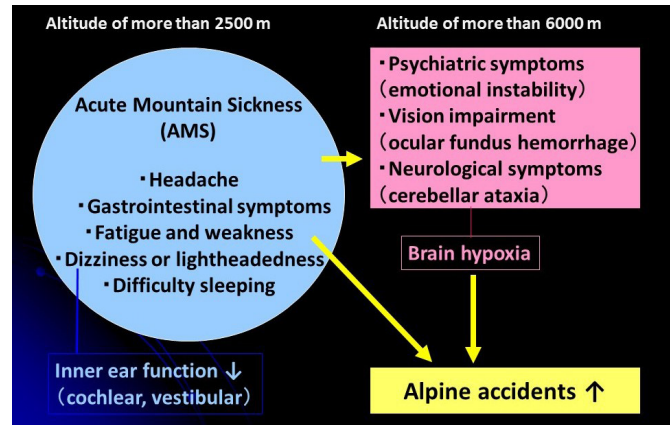 Altitude of more than 2500 m
Acute Mountain Sickness
(AMS)
・Headache
・Gastrointestinal symptoms
・Fatigue and weakness
・Dizziness or lightheadedness
・Difficulty sleeping
Inner ear function ↓
(cochlear, vestibular)
Altitude of more than 6000 m
・Psychiatric symptoms
(emotional instability)
・Vision impairment
(ocular fundus hemorrhage)
・Neurological symptoms
(cerebellar ataxia)
Brain hypoxia
Alpine accidents ↑